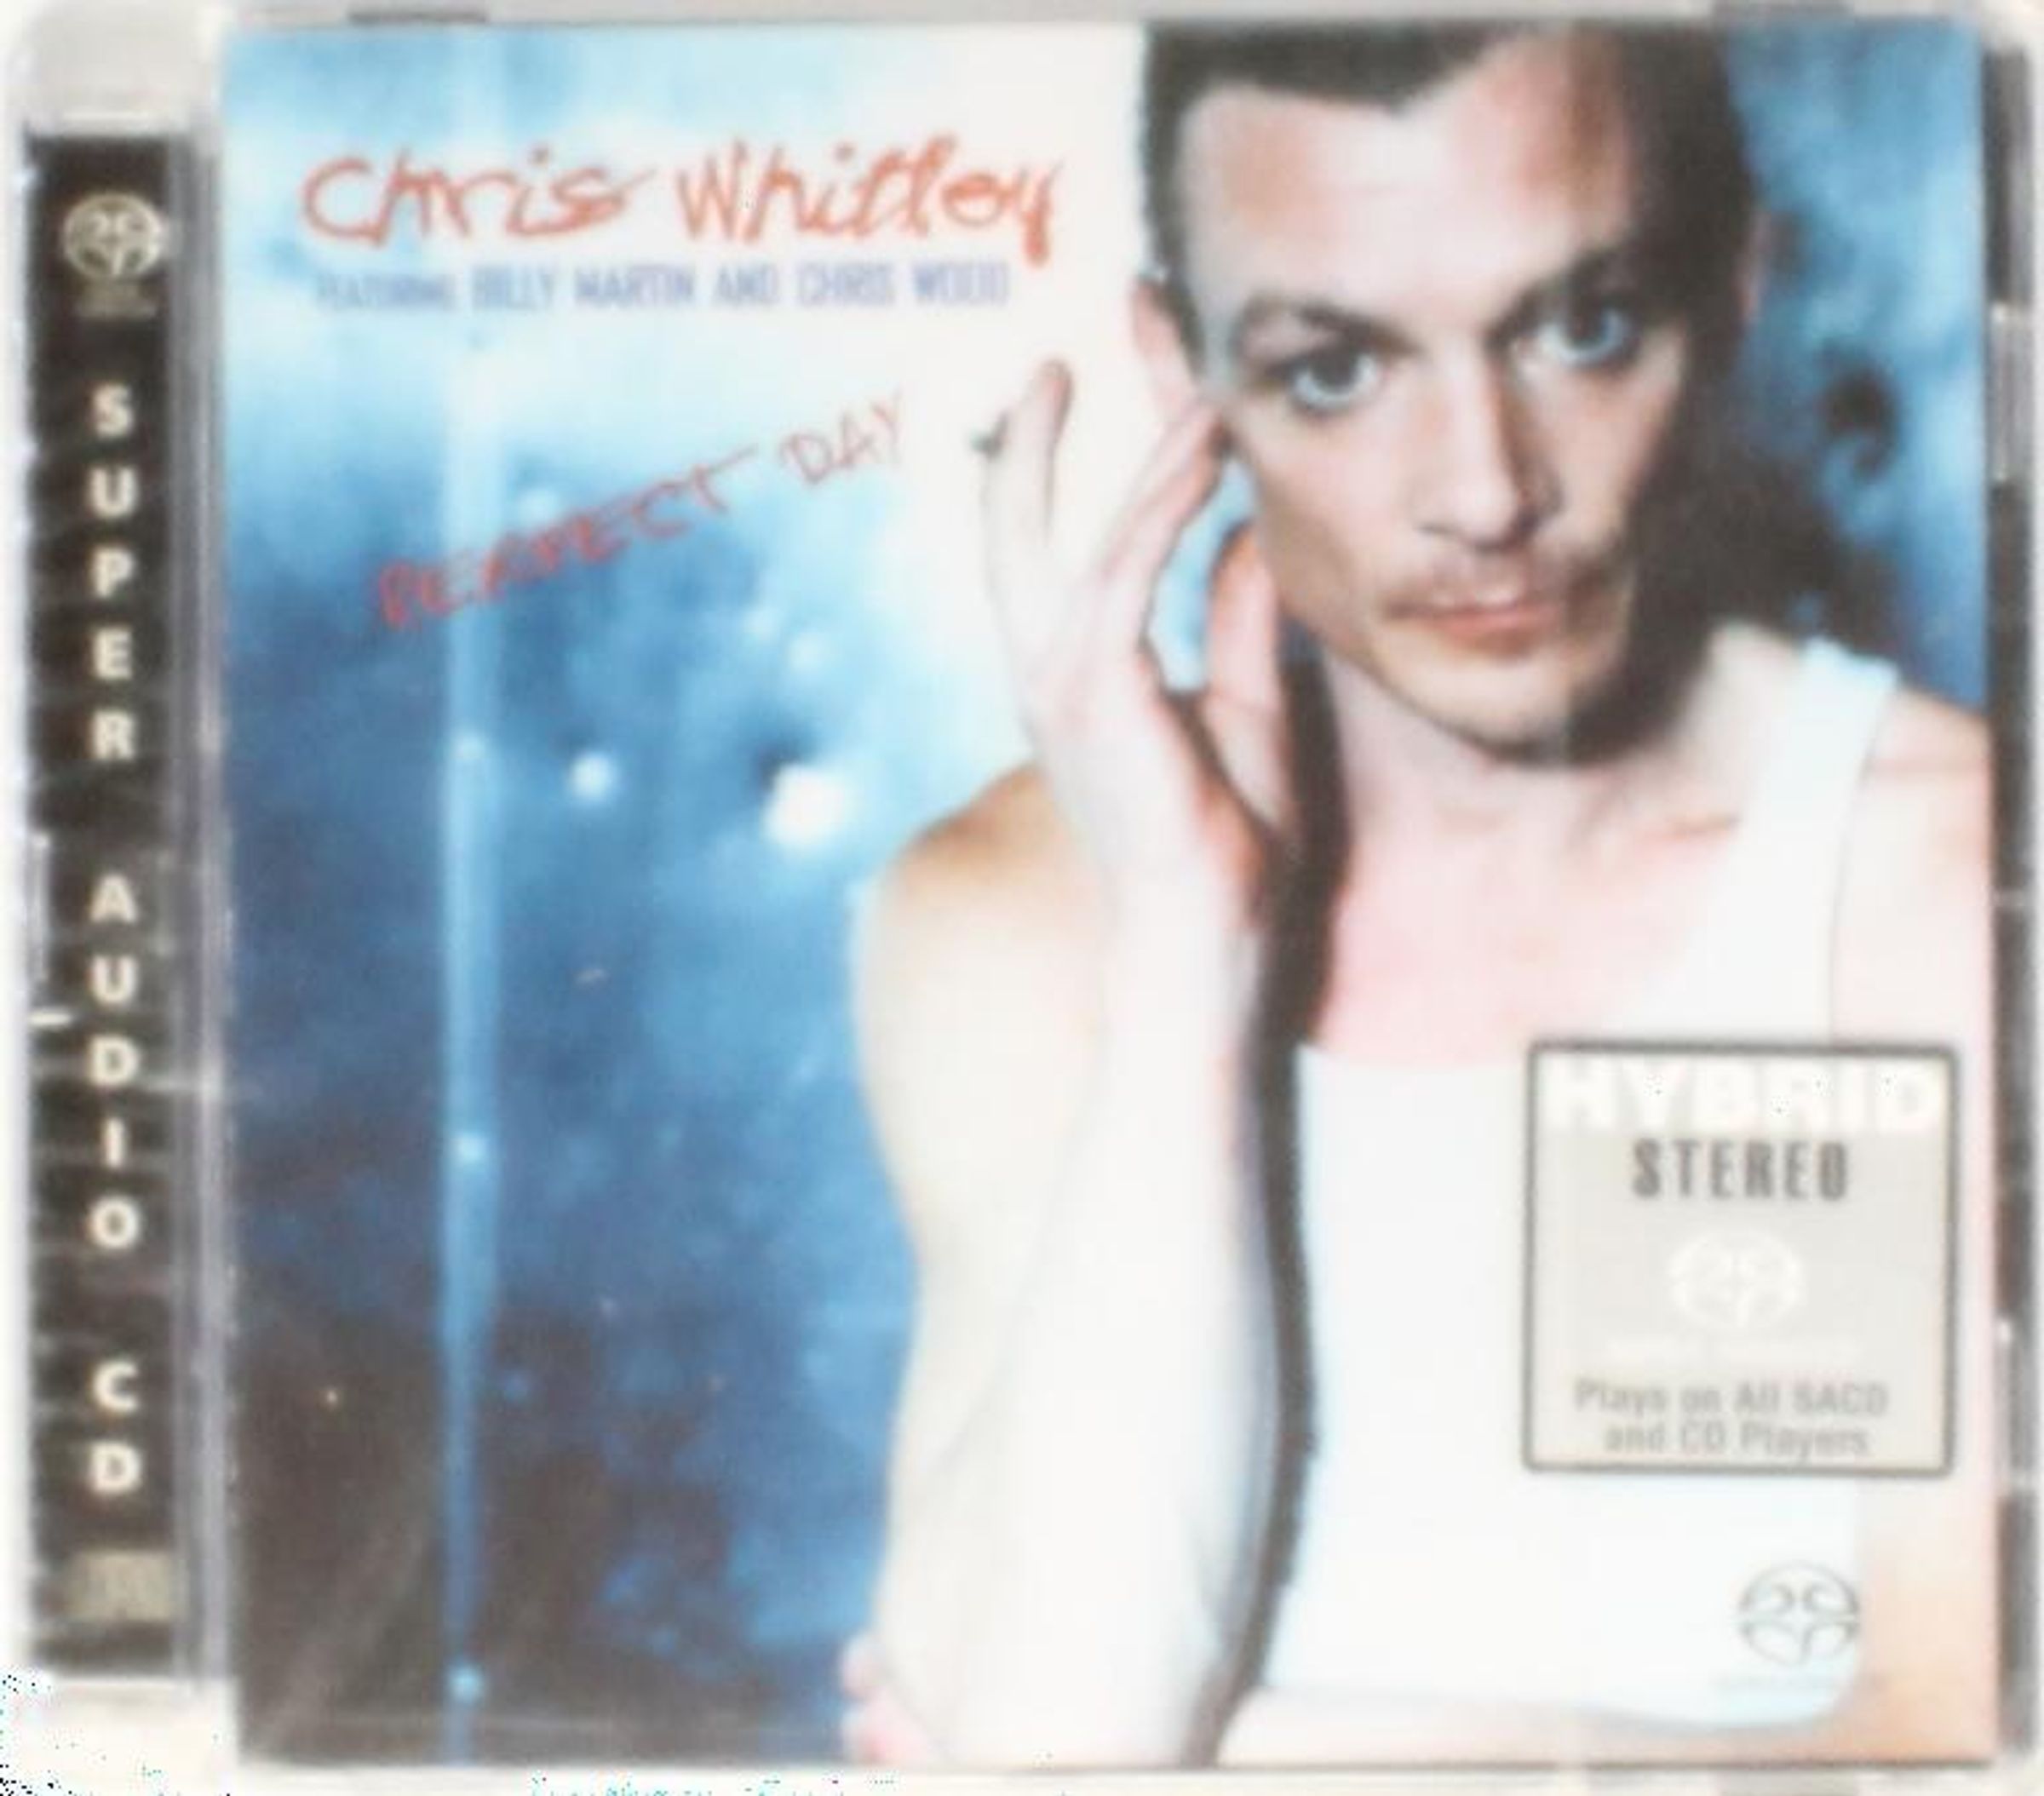 SUPER AUDIO CD
Chris Whitley
FEATURING BILLY MARTIN AND CHRIS WOOD
PERFECT DAY
HYBRID
STEREO
Plays on All SACD
and CD Players